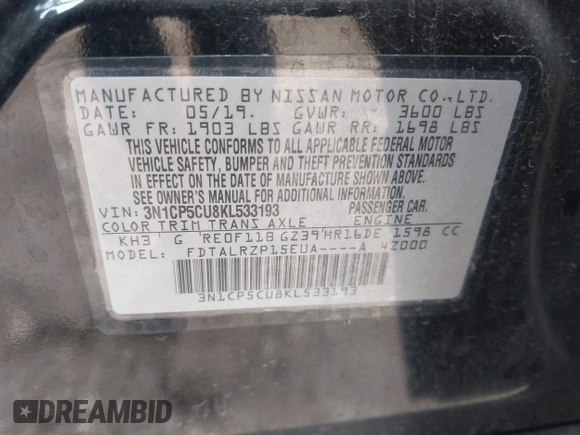 MANUFACTURED BY NISSAN MOTOR CO.,LTD.
DATE: 05/19. GVWR: 3600 LBS
GAWR FR: 1903 LBS GAWR RR: 1698 LBS
THIS VEHICLE CONFORMS TO ALL APPLICABLE FEDERAL MOTOR
VEHICLE SAFETY, BUMPER AND THEFT PREVENTION STANDARDS
IN EFFECT ON THE DATE OF MANUFACTURE SHOWN ABOVE.
SEE OWNER'S MANUAL FOR ADDITIONAL INFORMATION.
VIN: 3N1CP5CU8KL533193 PASSENGER CAR.
COLOR TRIM TRANS AXLE ENGINE
KH3 G RE0F11B GZ39 HR16DE 1598 CC
MODEL: FDTALRZP15EUA----A 4Z000
3N1CP5CU8KL533193
DREAMBID